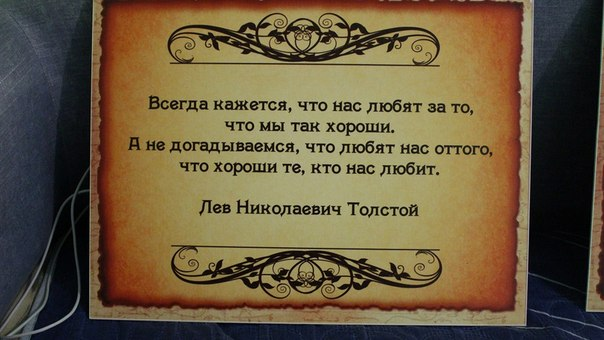 Всегда кажется, что нас любят за то,
что мы так хороши.
А не догадываемся, что любят нас оттого,
что хороши те, кто нас любит.
Лев Николаевич Толстой